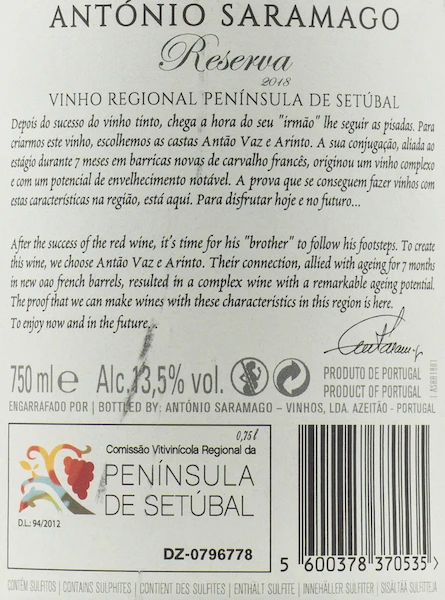 ANTÓNIO SARAMAGO
Reserva
2018
VINHO REGIONAL PENÍNSULA DE SETÚBAL
Depois do sucesso do vinho tinto, chega a hora do seu "irmão" lhe seguir as pisadas. Para
criarmos este vinho, escolhemos as castas Antão Vaz e Arinto. A sua conjugação, aliada ao
estágio durante 7 meses em barricas novas de carvalho francês, originou um vinho complexo
e com um potencial de envelhecimento notável. A prova que se conseguem fazer vinhos com
estas características na região, está aqui. Para disfrutar hoje e no futuro...
After the success of the red wine, it's time for his "brother" to follow his footsteps. To create
this wine, we choose Antão Vaz e Arinto. Their connection, allied with ageing for 7 months
in new oao french barrels, resulted in a complex wine with a remarkable ageing potential.
The proof that we can make wines with these characteristics in this region is here.
To enjoy now and in the future...
750 ml e Alc.13,5% vol.
PRODUTO DE PORTUGAL
PRODUCT OF PORTUGAL
ENGARRAFADO POR | BOTTLED BY: ANTÓNIO SARAMAGO – VINHOS, LDA. AZEITÃO - PORTUGAL
0,75 l
Comissão Vitivinícola Regional da
PENÍNSULA
DE SETÚBAL
D.L.: 94/2012
DZ-0796778
5 600378 370535 >
CONTÉM SULFITOS | CONTAINS SULPHITES | CONTIENT DES SULFITES | ENTHÄLT SULFITE | INNEHÅLLER SULFITER | SISÄLTÄÄ SULFIITTEJA